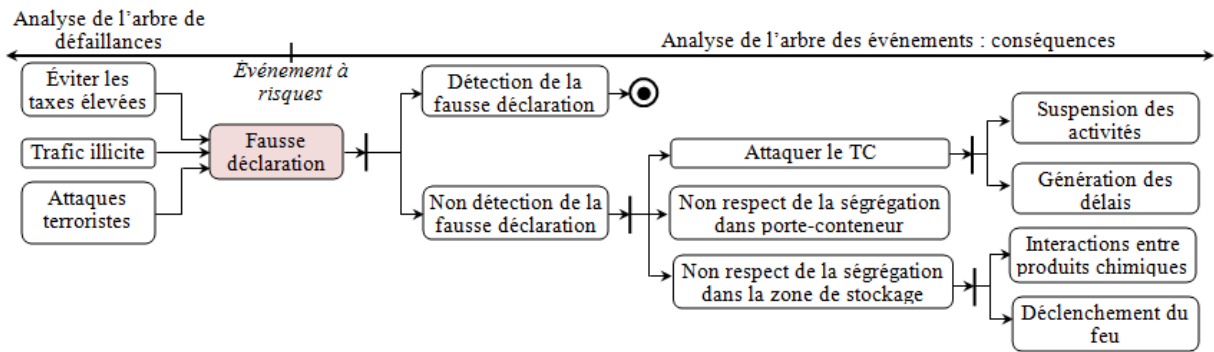 Analyse de l’arbre de
défaillances
Analyse de l’arbre des événements : conséquences
Événement à
risques
Éviter les
taxes élevées
Trafic illicite
Attaques
terroristes
Fausse
déclaration
Détection de la
fausse déclaration
Non détection de la
fausse déclaration
Attaquer le TC
Non respect de la ségrégation
dans porte-conteneur
Non respect de la ségrégation
dans la zone de stockage
Suspension des
activités
Génération des
délais
Interactions entre
produits chimiques
Déclenchement du
feu